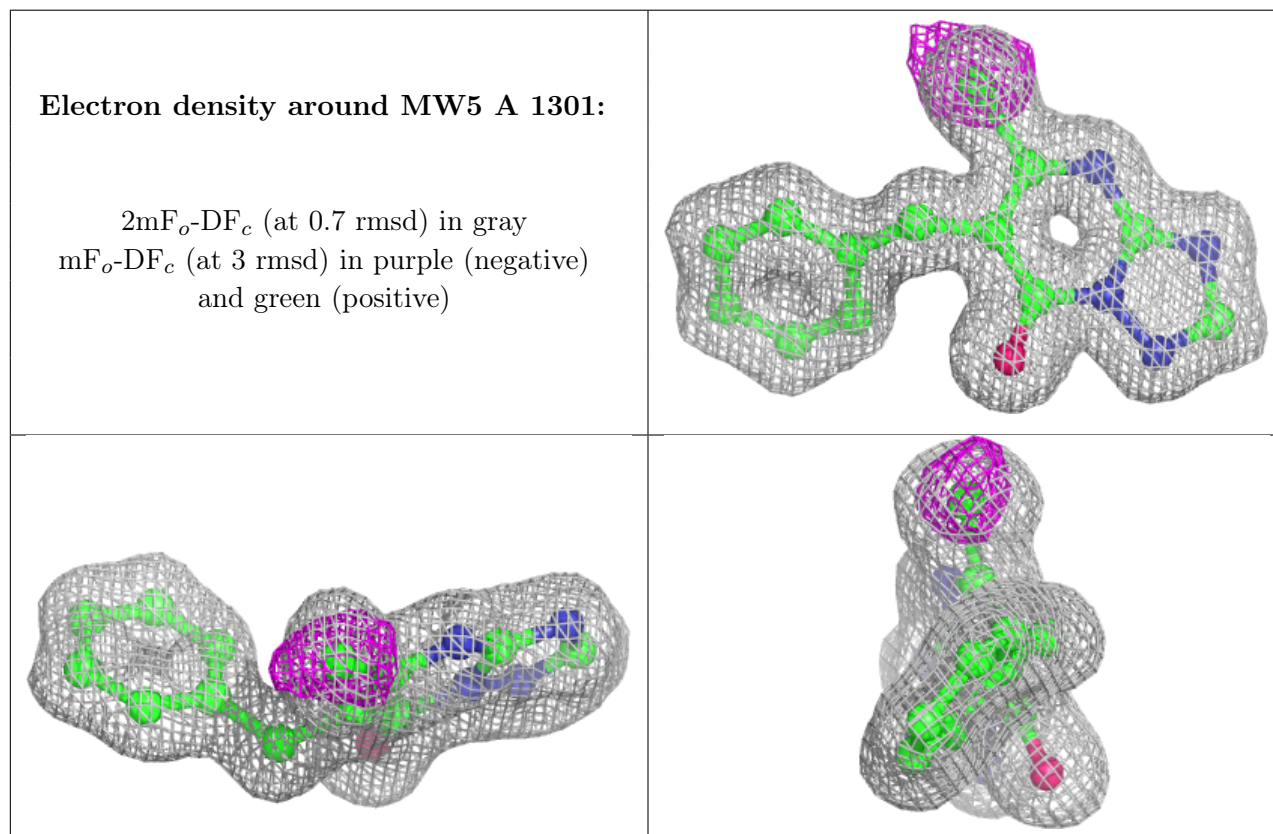 Electron density around MW5 A 1301:
2mFₒ-DF𝒸 (at 0.7 rmsd) in gray
mFₒ-DF𝒸 (at 3 rmsd) in purple (negative)
and green (positive)